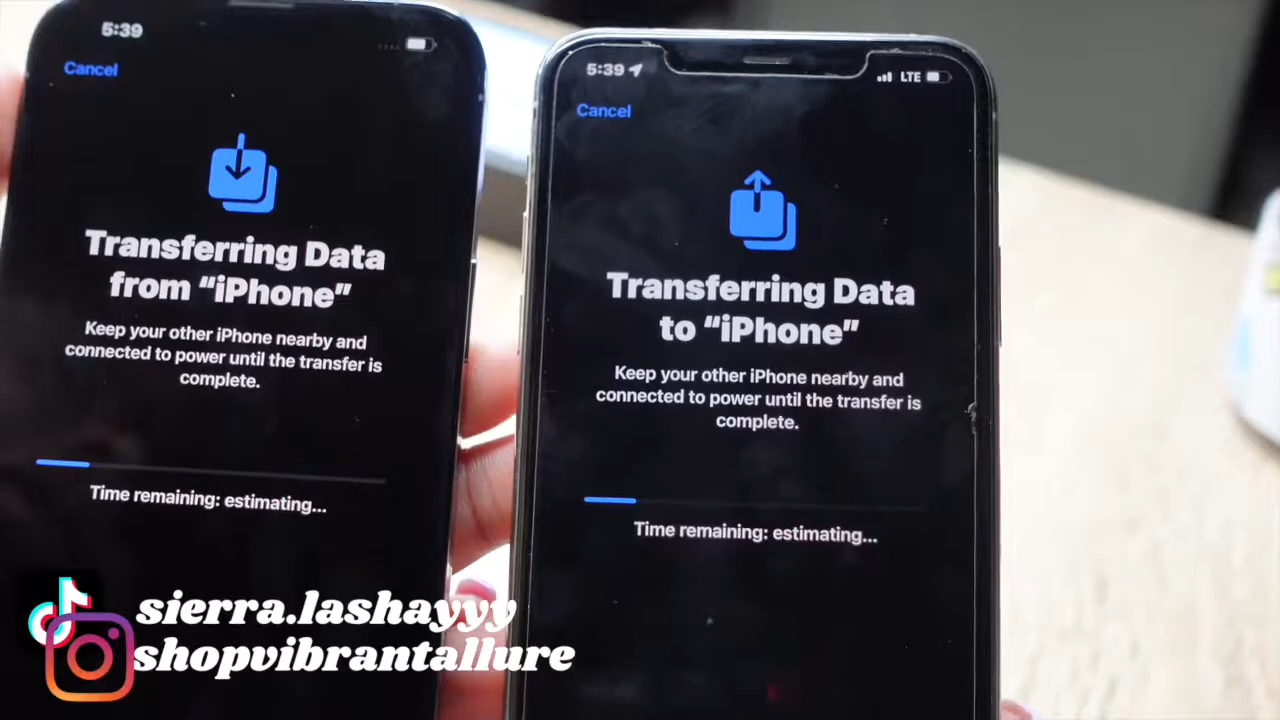 5:39
Cancel
Transferring Data
from “iPhone”
Keep your other iPhone nearby and
connected to power until the transfer is
complete.
Time remaining: estimating...
5:39
LTE
Cancel
Transferring Data
to “iPhone”
Keep your other iPhone nearby and
connected to power until the transfer is
complete.
Time remaining: estimating...
sierra.lashayyy
shopvibrantallure